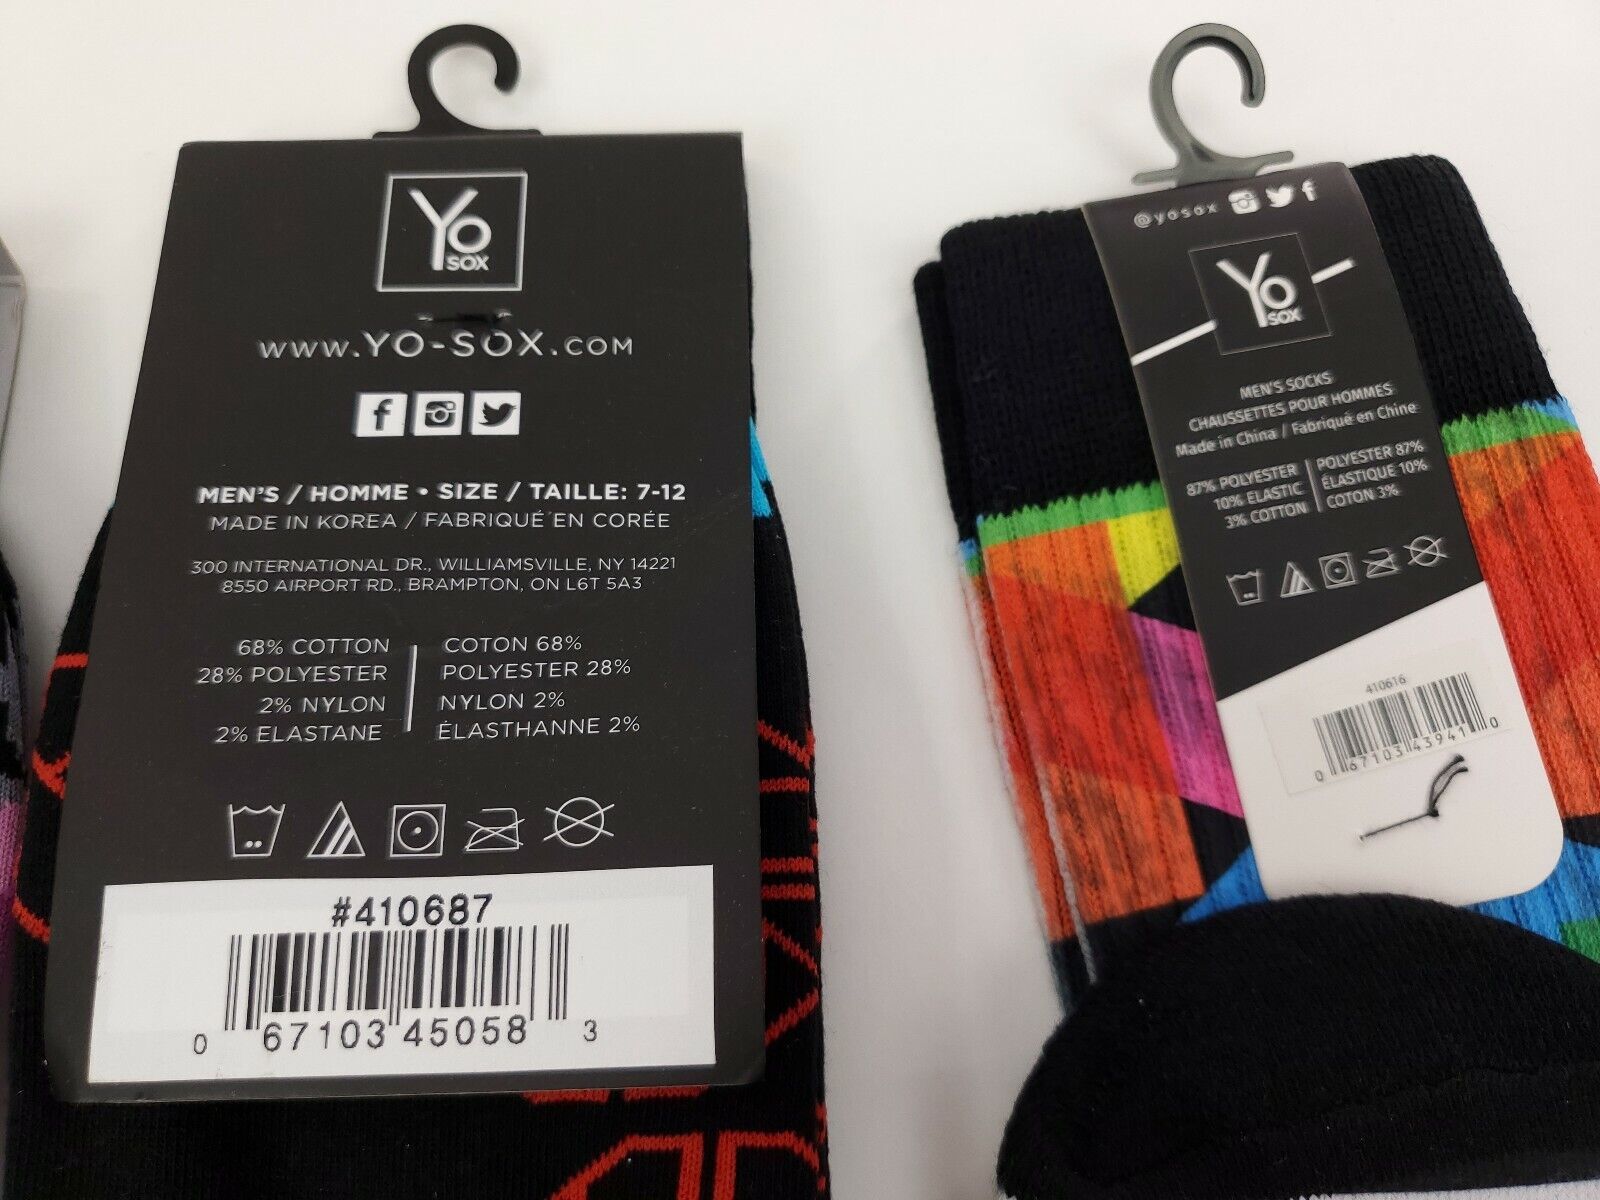 Yo
SOX
www.YO-SOX.COM
MEN'S / HOMME • SIZE / TAILLE: 7-12
MADE IN KOREA / FABRIQUÉ EN CORÉE
300 INTERNATIONAL DR., WILLIAMSVILLE, NY 14221
8550 AIRPORT RD., BRAMPTON, ON L6T 5A3
68% COTTON
28% POLYESTER
2% NYLON
2% ELASTANE
COTON 68%
POLYESTER 28%
NYLON 2%
ÉLASTHANNE 2%
#410687
0 67103 45058 3
@yosox
Yo
SOX
MEN'S SOCKS
CHAUSSETTES POUR HOMMES
Made in China / Fabriqué en Chine
87% POLYESTER
10% ELASTIC
3% COTTON
POLYESTER 87%
ÉLASTIQUE 10%
COTON 3%
410616
0 67103 43941 0